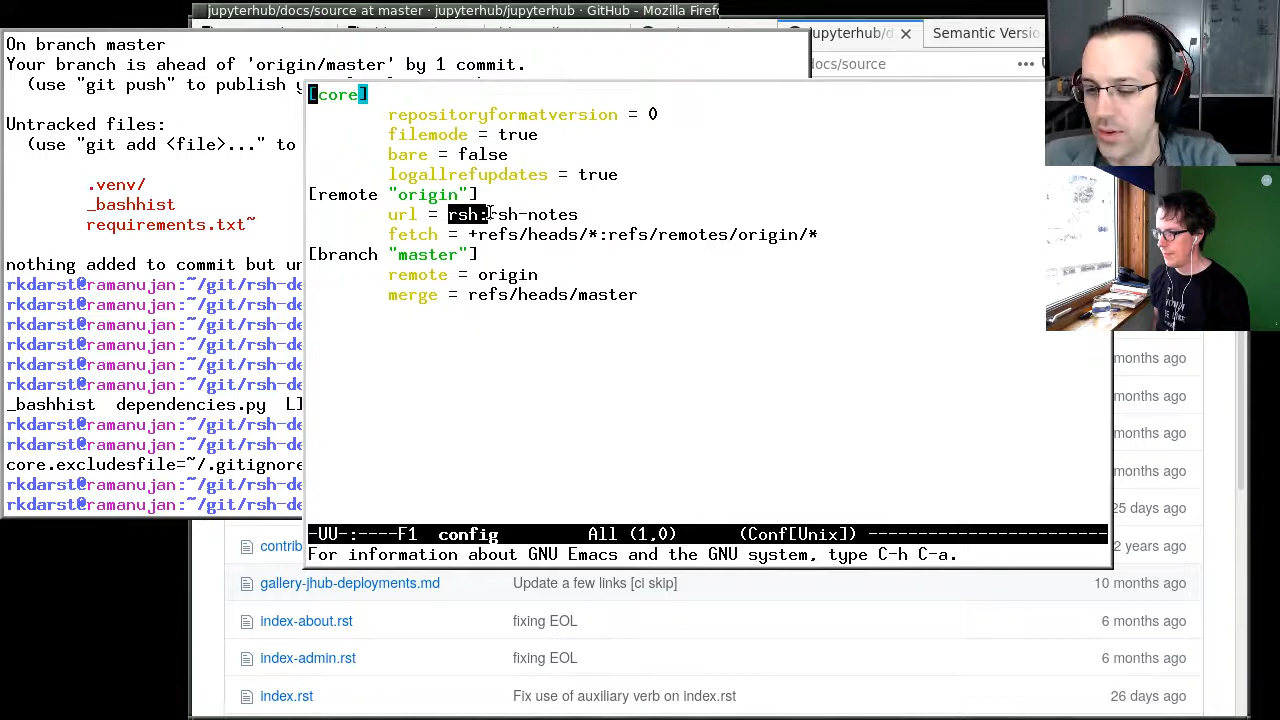 jupyterhub/docs/source at master · jupyterhub/jupyterhub · GitHub - Mozilla Firef
jupyterhub/d
Semantic Versio
docs/source
On branch master
Your branch is ahead of 'origin/master' by 1 commit.
(use "git push" to publish y
Untracked files:
(use "git add <file>..." to
.venv/
_bashhist
requirements.txt~
nothing added to commit but un
rkdarst@ramanujan:~/git/rsh-de
rkdarst@ramanujan:~/git/rsh-de
rkdarst@ramanujan:~/git/rsh-de
rkdarst@ramanujan:~/git/rsh-de
rkdarst@ramanujan:~/git/rsh-de
rkdarst@ramanujan:~/git/rsh-de
_bashhist dependencies.py LI
rkdarst@ramanujan:~/git/rsh-de
rkdarst@ramanujan:~/git/rsh-de
core.excludesfile=~/.gitignore
rkdarst@ramanujan:~/git/rsh-de
rkdarst@ramanujan:~/git/rsh-de
[core]
repositoryformatversion = 0
filemode = true
bare = false
logallrefupdates = true
[remote "origin"]
url = rsh:rsh-notes
fetch = +refs/heads/*:refs/remotes/origin/*
[branch "master"]
remote = origin
merge = refs/heads/master
-UU-:----F1 config All (1,0) (Conf[Unix])
For information about GNU Emacs and the GNU system, type C-h C-a.
months ago
months ago
months ago
months ago
25 days ago
contrib
2 years ago
gallery-jhub-deployments.md Update a few links [ci skip] 10 months ago
index-about.rst fixing EOL 6 months ago
index-admin.rst fixing EOL 6 months ago
index.rst Fix use of auxiliary verb on index.rst 26 days ago